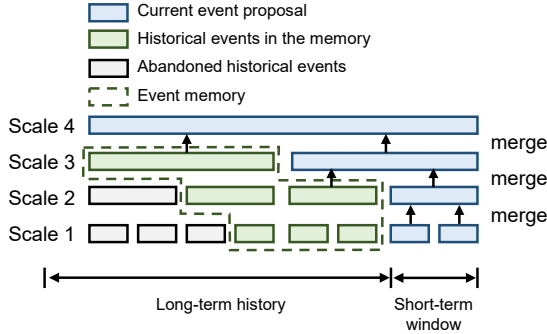 Current event proposal
Historical events in the memory
Abandoned historical events
Event memory
Scale 4
merge
Scale 3
merge
Scale 2
merge
Scale 1
Long-term history
Short-term
window